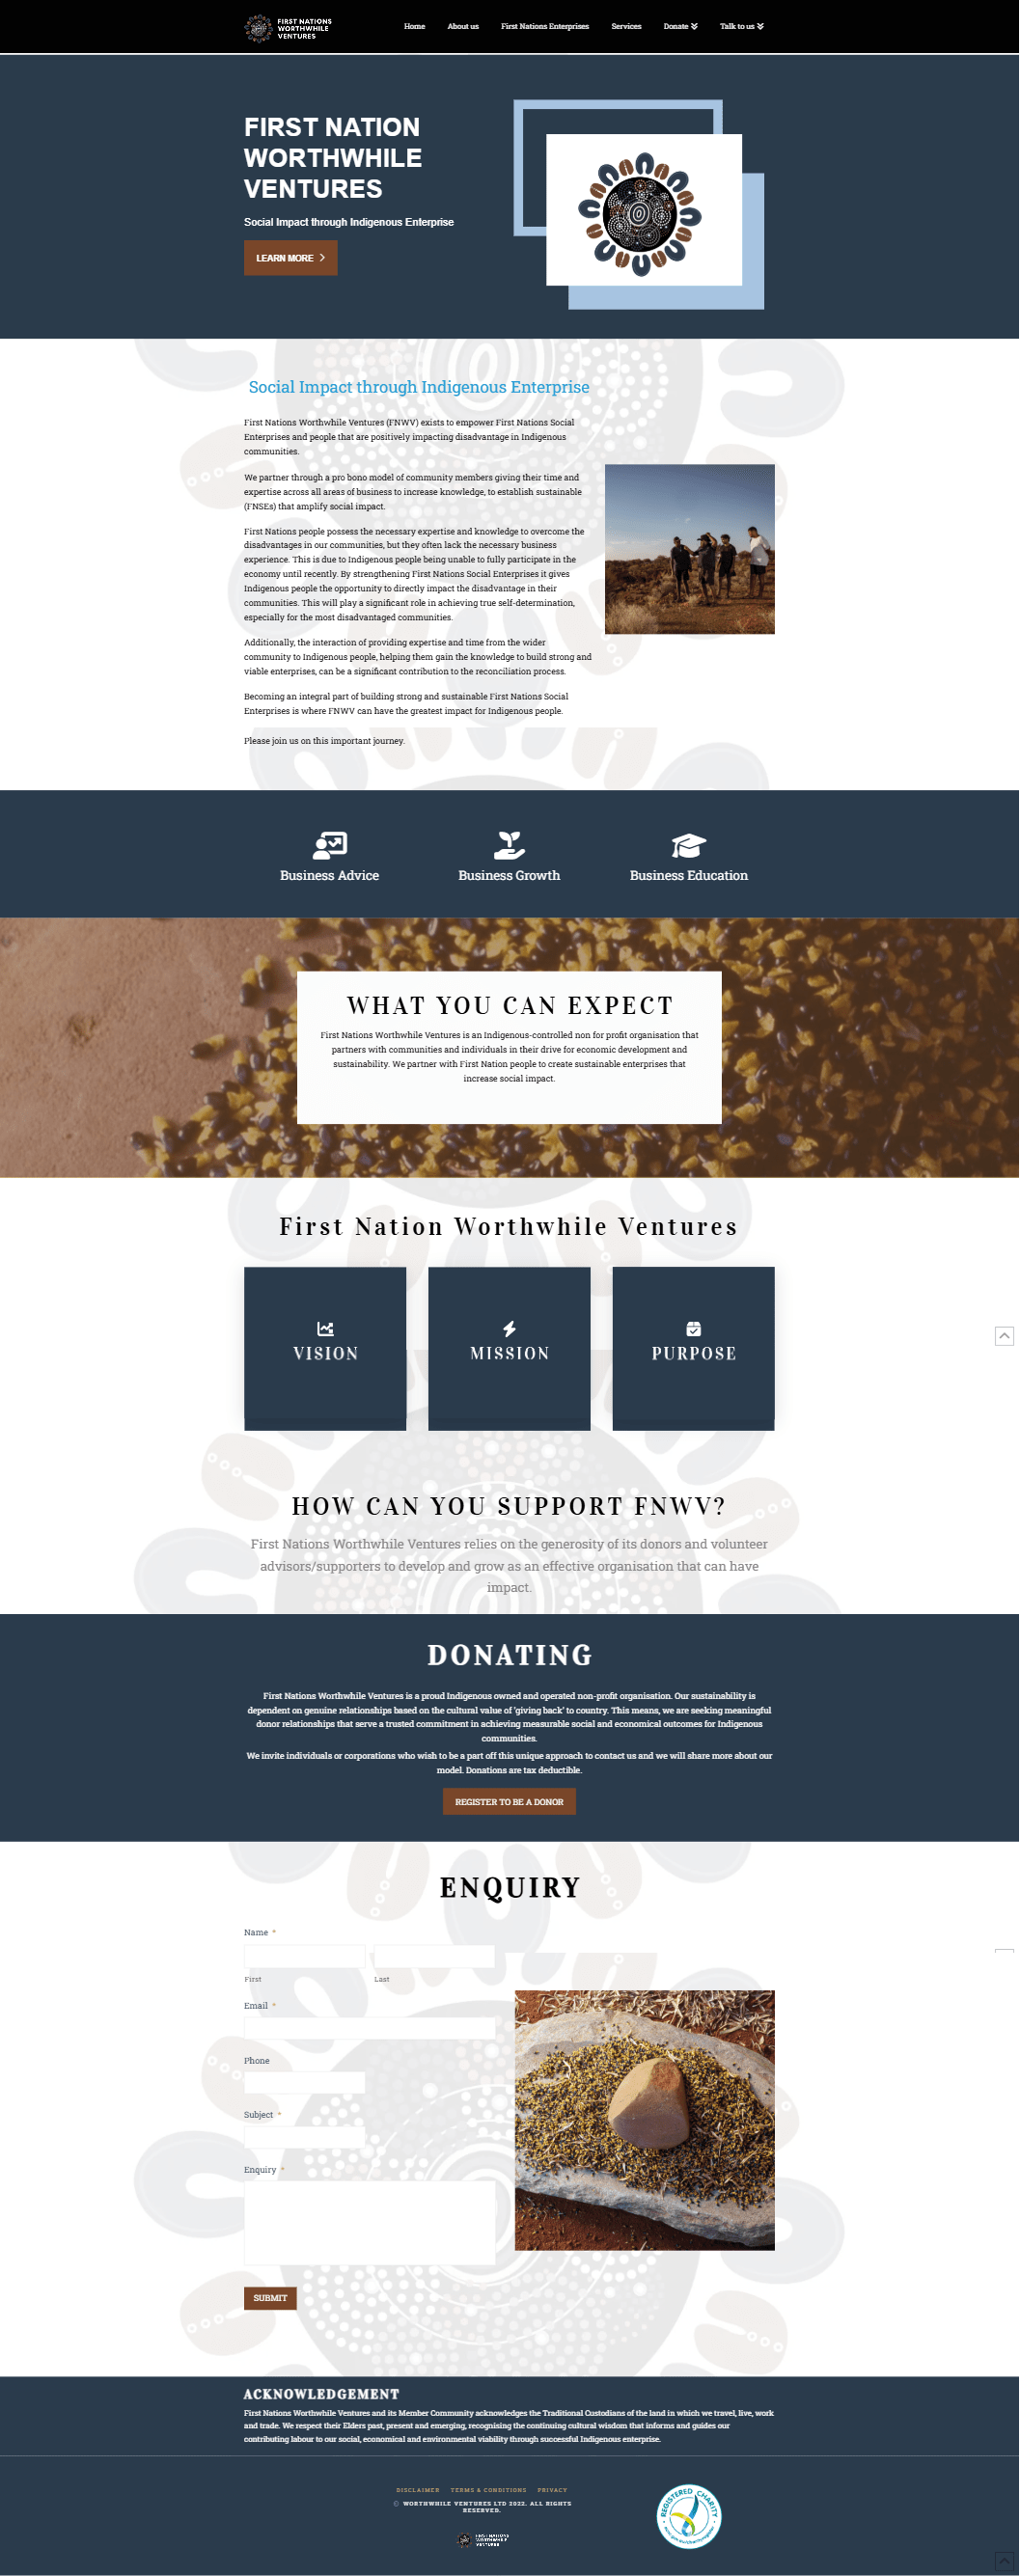 FIRST NATIONS
WORTHWHILE
VENTURES
Home
About us
First Nations Enterprises
Services
Donate
Talk to us
FIRST NATION
WORTHWHILE
VENTURES
Social Impact through Indigenous Enterprise
LEARN MORE
Social Impact through Indigenous Enterprise
First Nations Worthwhile Ventures (FNWV) exists to empower First Nations Social
Enterprises and people that are positively impacting disadvantage in Indigenous
communities.
We partner through a pro bono model of community members giving their time and
expertise across all areas of business to increase knowledge, to establish sustainable
(FNSEs) that amplify social impact.
First Nations people possess the necessary expertise and knowledge to overcome the
disadvantages in our communities, but they often lack the necessary business
experience. This is due to Indigenous people being unable to fully participate in the
economy until recently. By strengthening First Nations Social Enterprises it gives
Indigenous people the opportunity to directly impact the disadvantage in their
communities. This will play a significant role in achieving true self-determination,
especially for the most disadvantaged communities.
Additionally, the interaction of providing expertise and time from the wider
community to Indigenous people, helping them gain the knowledge to build strong and
viable enterprises, can be a significant contribution to the reconciliation process.
Becoming an integral part of building strong and sustainable First Nations Social
Enterprises is where FNWV can have the greatest impact for Indigenous people.
Please join us on this important journey.
Business Advice
Business Growth
Business Education
WHAT YOU CAN EXPECT
First Nations Worthwhile Ventures is an Indigenous-controlled non for profit organisation that
partners with communities and individuals in their drive for economic development and
sustainability. We partner with First Nation people to create sustainable enterprises that
increase social impact.
First Nation Worthwhile Ventures
VISION
MISSION
PURPOSE
HOW CAN YOU SUPPORT FNWV?
First Nations Worthwhile Ventures relies on the generosity of its donors and volunteer
advisors/supporters to develop and grow as an effective organisation that can have
impact.
DONATING
First Nations Worthwhile Ventures is a proud Indigenous owned and operated non-profit organisation. Our sustainability is
dependent on genuine relationships based on the cultural value of 'giving back' to country. This means, we are seeking meaningful
donor relationships that serve a trusted commitment in achieving measurable social and economical outcomes for Indigenous
communities.
We invite individuals or corporations who wish to be a part off this unique approach to contact us and we will share more about our
model. Donations are tax deductible.
REGISTER TO BE A DONOR
ENQUIRY
Name *
First
Last
Email *
Phone
Subject *
Enquiry *
SUBMIT
ACKNOWLEDGEMENT
First Nations Worthwhile Ventures and its Member Community acknowledges the Traditional Custodians of the land in which we travel, live, work
and trade. We respect their Elders past, present and emerging, recognising the continuing cultural wisdom that informs and guides our
contributing labour to our social, economical and environmental viability through successful Indigenous enterprise.
DISCLAIMER
TERMS & CONDITIONS
PRIVACY
© WORTHWHILE VENTURES LTD 2022. ALL RIGHTS
RESERVED.
FIRST NATIONS
WORTHWHILE
VENTURES
REGISTERED CHARITY